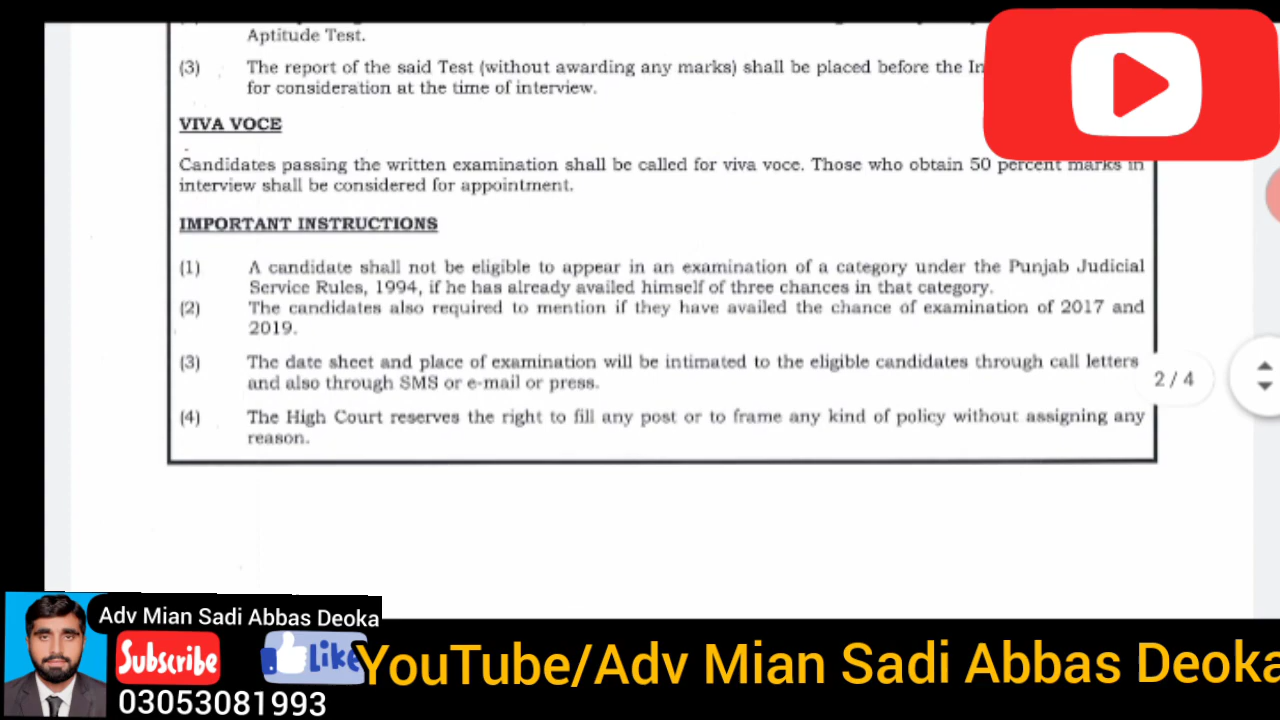 Aptitude Test.
(3) The report of the said Test (without awarding any marks) shall be placed before the In
for consideration at the time of interview.
VIVA VOCE
Candidates passing the written examination shall be called for viva voce. Those who obtain 50 percent marks in
interview shall be considered for appointment.
IMPORTANT INSTRUCTIONS
(1) A candidate shall not be eligible to appear in an examination of a category under the Punjab Judicial
Service Rules, 1994, if he has already availed himself of three chances in that category.
(2) The candidates also required to mention if they have availed the chance of examination of 2017 and
2019.
(3) The date sheet and place of examination will be intimated to the eligible candidates through call letters
and also through SMS or e-mail or press.
2 / 4
(4) The High Court reserves the right to fill any post or to frame any kind of policy without assigning any
reason.
Adv Mian Sadi Abbas Deoka
Subscribe
Like
YouTube/Adv Mian Sadi Abbas Deoka
03053081993